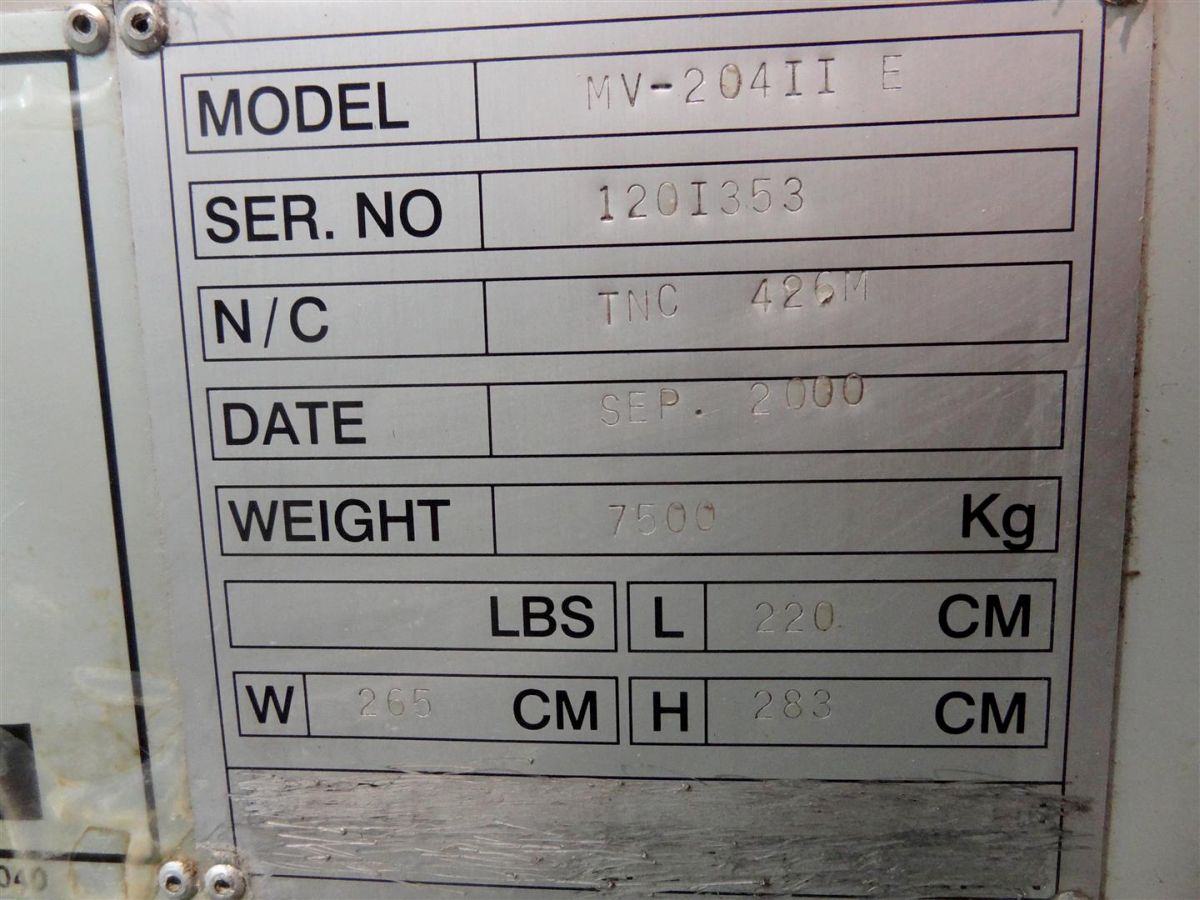 MODEL MV-204II E
SER. NO 120I353
N/C TNC 426M
DATE SEP. 2000
WEIGHT 7500 Kg
LBS L 220 CM
W 265 CM H 283 CM
040